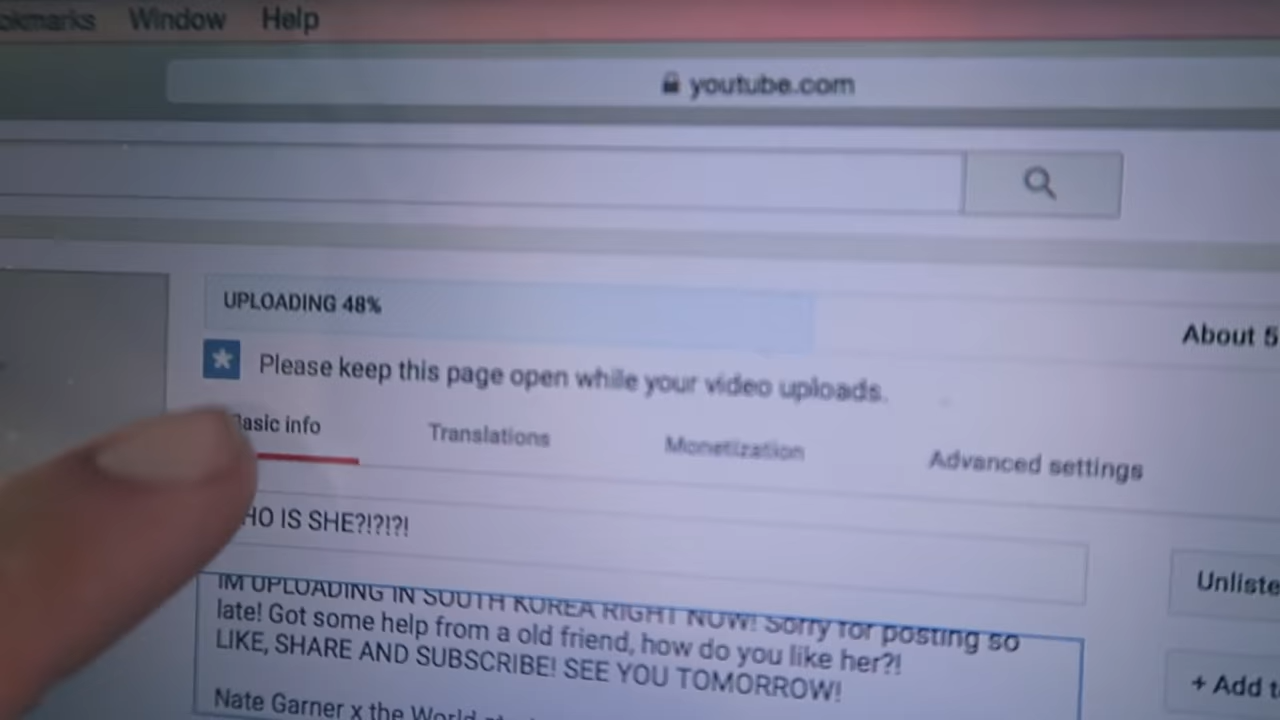 Window Help
youtube.com
UPLOADING 48%
About 5
Please keep this page open while your video uploads.
Basic info Translations Monetization Advanced settings
HO IS SHE?!?!?!
IM UPLOADING IN SOUTH KOREA RIGHT NOW! Sorry for posting so
late! Got some help from a old friend, how do you like her?!
LIKE, SHARE AND SUBSCRIBE! SEE YOU TOMORROW!
Nate Garner x the World
Unliste
+ Add